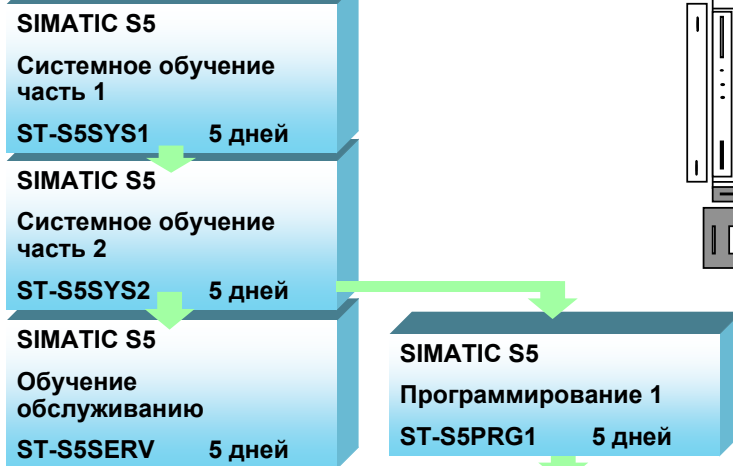 SIMATIC S5
Системное обучение
часть 1
ST-S5SYS1 5 дней
SIMATIC S5
Системное обучение
часть 2
ST-S5SYS2 5 дней
SIMATIC S5
Обучение
обслуживанию
ST-S5SERV 5 дней
SIMATIC S5
Программирование 1
ST-S5PRG1 5 дней